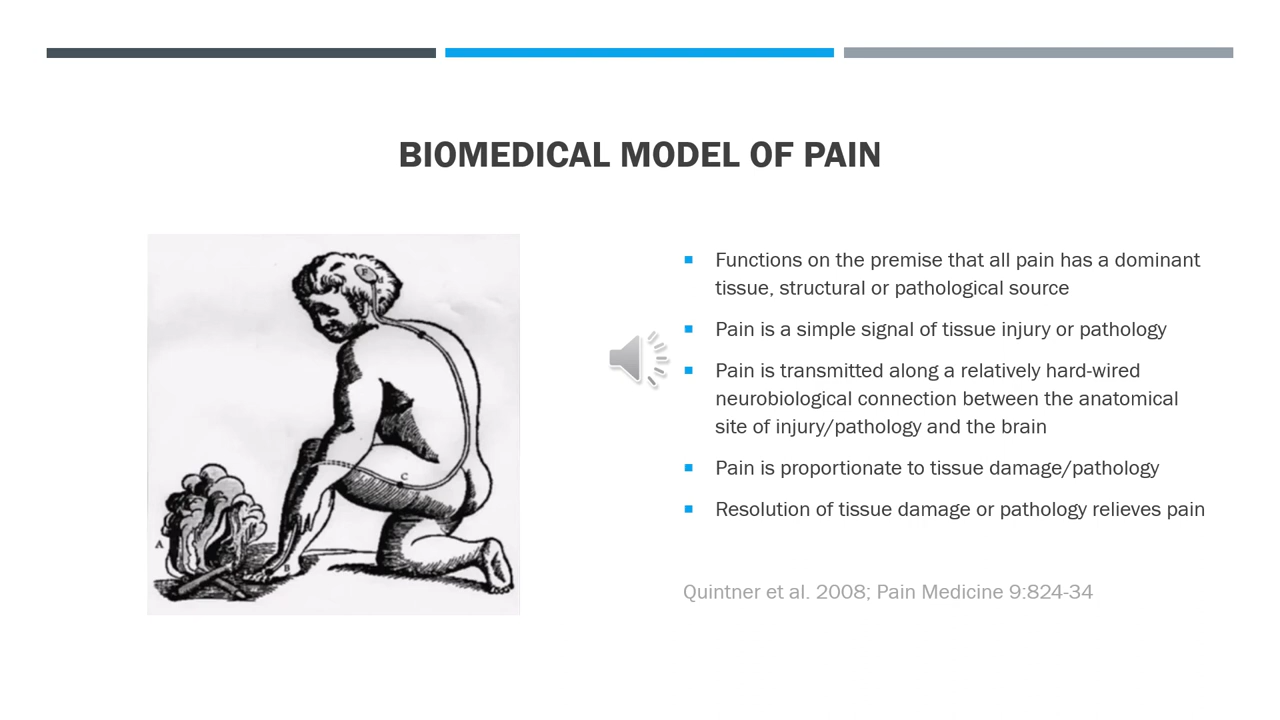 BIOMEDICAL MODEL OF PAIN
Functions on the premise that all pain has a dominant
tissue, structural or pathological source
Pain is a simple signal of tissue injury or pathology
Pain is transmitted along a relatively hard-wired
neurobiological connection between the anatomical
site of injury/pathology and the brain
Pain is proportionate to tissue damage/pathology
Resolution of tissue damage or pathology relieves pain
Quintner et al. 2008; Pain Medicine 9:824-34
F
C
A
B